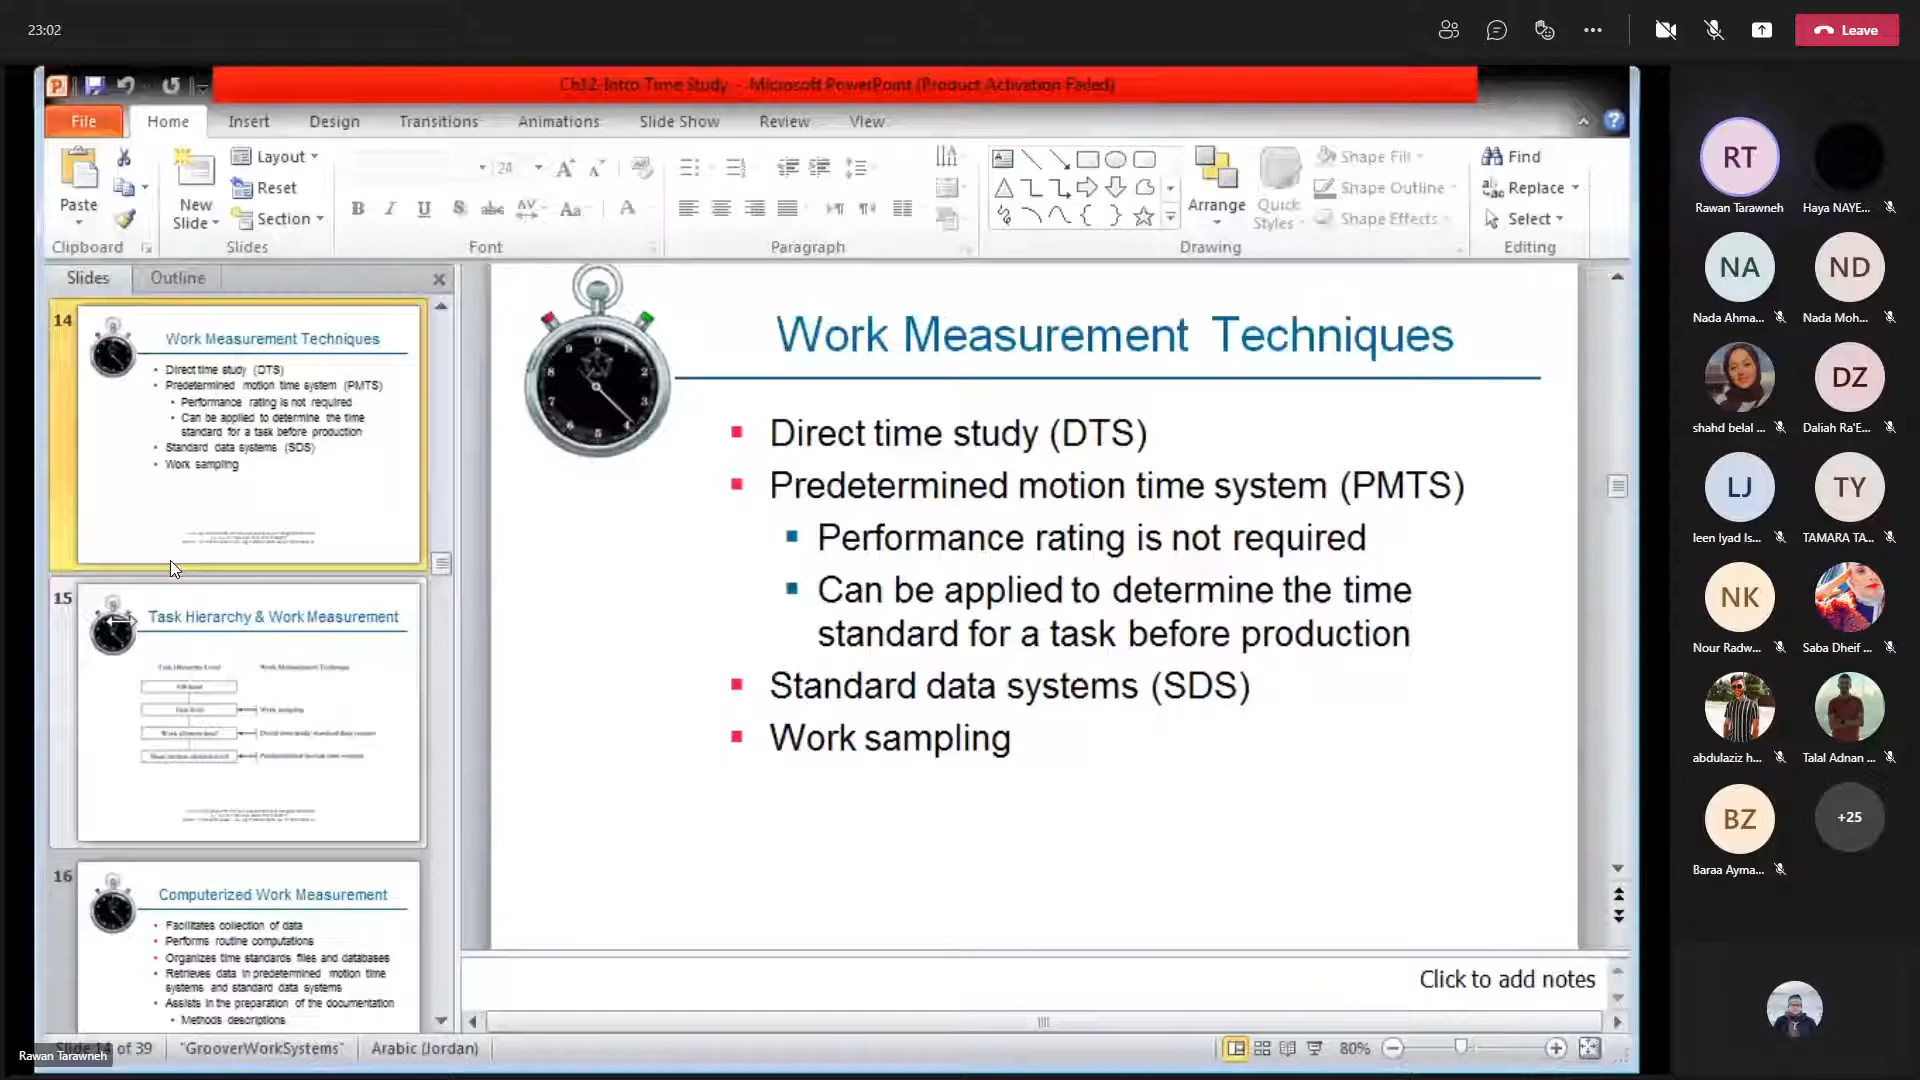 23:02
Leave
Ch12-Intro Time Study - Microsoft PowerPoint (Product Activation Failed)
File
Home
Insert
Design
Transitions
Animations
Slide Show
Review
View
Paste
New
Slide
Layout
Reset
Section
24
B I U S abc AV Aa A
Arrange
Quick
Styles
Shape Fill
Shape Outline
Shape Effects
Find
Replace
Select
Clipboard
Slides
Font
Paragraph
Drawing
Editing
Slides
Outline
14
Work Measurement Techniques
Direct time study (DTS)
Predetermined motion time system (PMTS)
Performance rating is not required
Can be applied to determine the time
standard for a task before production
Standard data systems (SDS)
Work sampling
15
Task Hierarchy & Work Measurement
Work sampling
16
Computerized Work Measurement
Facilitates collection of data
Performs routine computations
Organizes time standards files and databases
Retrieves data in predetermined motion time
systems and standard data systems
Assists in the preparation of the documentation
Methods descriptions
Work Measurement Techniques
Direct time study (DTS)
Predetermined motion time system (PMTS)
Performance rating is not required
Can be applied to determine the time
standard for a task before production
Standard data systems (SDS)
Work sampling
Click to add notes
Slide 14 of 39
"GrooverWorkSystems"
Arabic (Jordan)
80%
Rawan Tarawneh
RT
Rawan Tarawneh
Haya NAYE...
NA
Nada Ahma...
ND
Nada Moh...
shahd belal ...
DZ
Daliah Ra'E...
LJ
leen Iyad Is...
TY
TAMARA TA...
NK
Nour Radw...
Saba Dheif ...
abdulaziz h...
Talal Adnan ...
BZ
Baraa Ayma...
+25